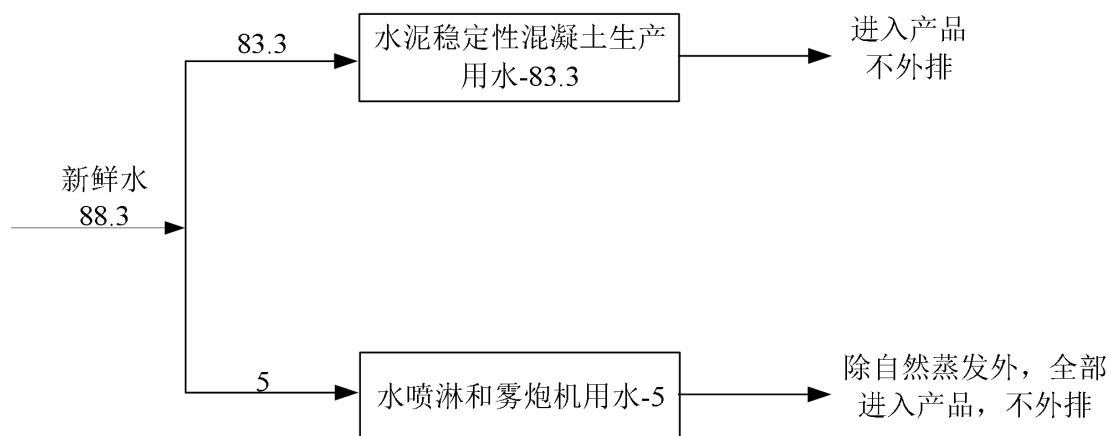 83.3
水泥稳定性混凝土生产
用水-83.3
进入产品
不外排
新鲜水
88.3
5
水喷淋和雾炮机用水-5
除自然蒸发外，全部
进入产品，不外排